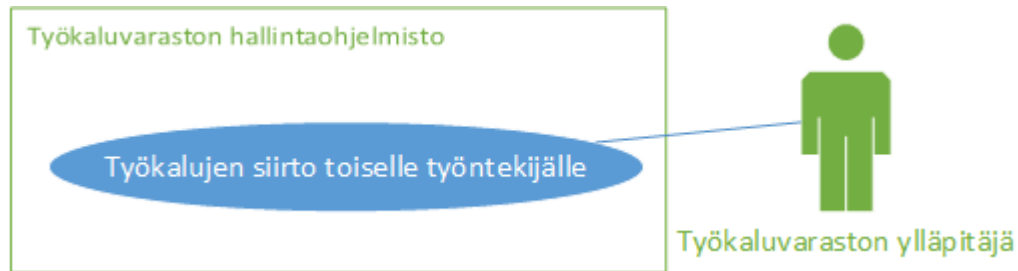 Työkaluvaraston hallintaohjelmisto
Työkalujen siirto toiselle työntekijälle
Työkaluvaraston ylläpitäjä